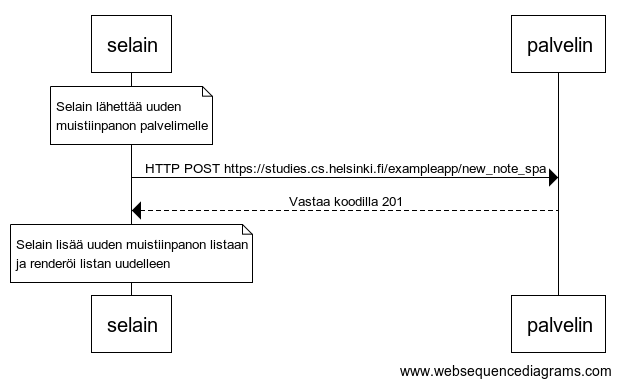 selain
palvelin
Selain lähettää uuden
muistiinpanon palvelimelle
HTTP POST https://studies.cs.helsinki.fi/exampleapp/new_note_spa
Vastaa koodilla 201
Selain lisää uuden muistiinpanon listaan
ja renderöi listan uudelleen
selain
palvelin
www.websequencediagrams.com